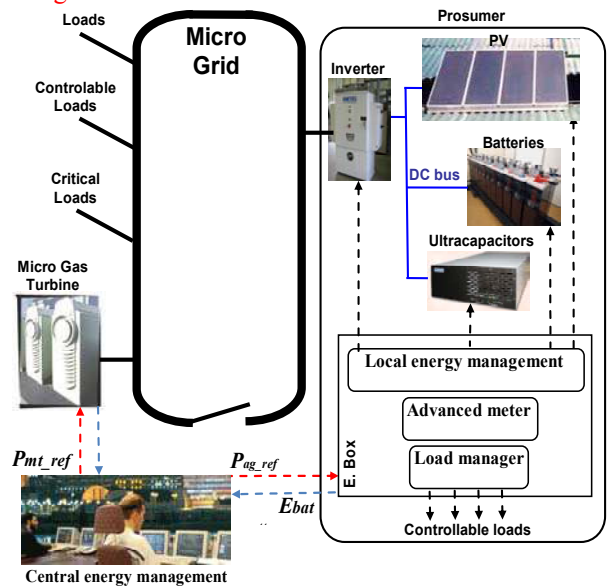 Loads
Controlable
Loads
Critical
Loads
Micro Gas
Turbine
Micro
Grid
Prosumer
PV
Inverter
Batteries
DC bus
Ultracapacitors
Local energy management
Advanced meter
Load manager
E. Box
Controllable loads
Pmt_ref
Pag_ref
Ebat
..
Central energy management